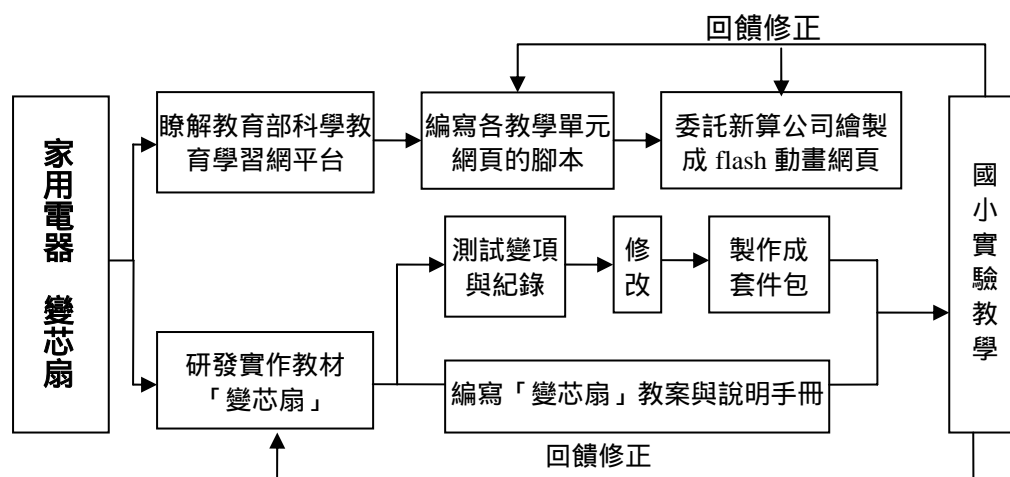 回饋修正
家用電器 變芯扇
瞭解教育部科學教
育學習網平台
編寫各教學單元
網頁的腳本
委託新算公司繪製
成 flash 動畫網頁
國小實驗教學
測試變項
與紀錄
修
改
製作成
套件包
研發實作教材
「變芯扇」
編寫「變芯扇」教案與說明手冊
回饋修正